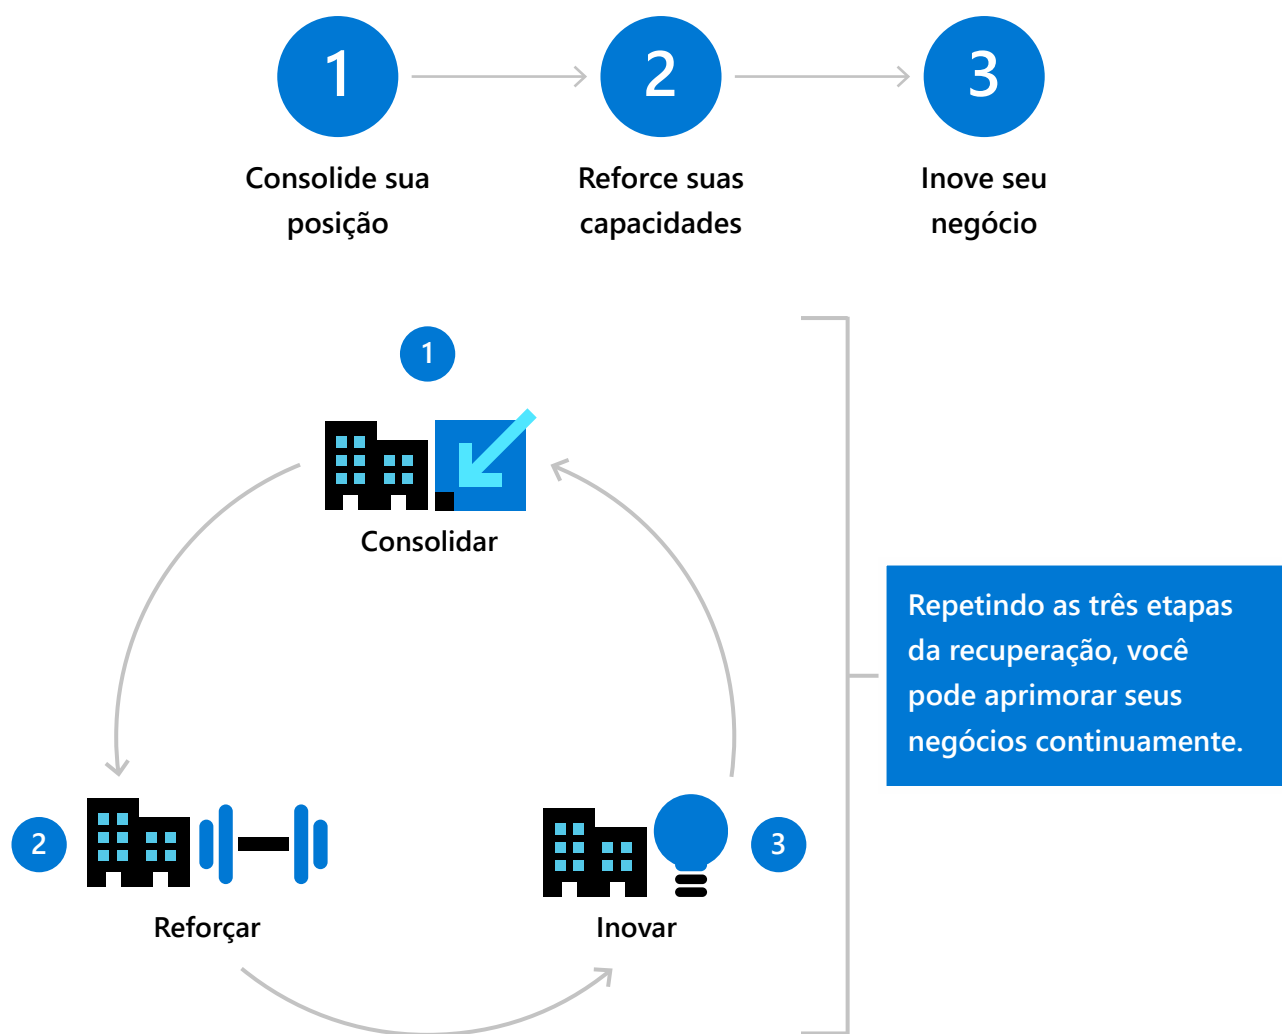 1
2
3
Consolide sua
posição
Reforce suas
capacidades
Inove seu
negócio
1
Consolidar
Repetindo as três etapas
da recuperação, você
pode aprimorar seus
negócios continuamente.
2
Reforçar
3
Inovar